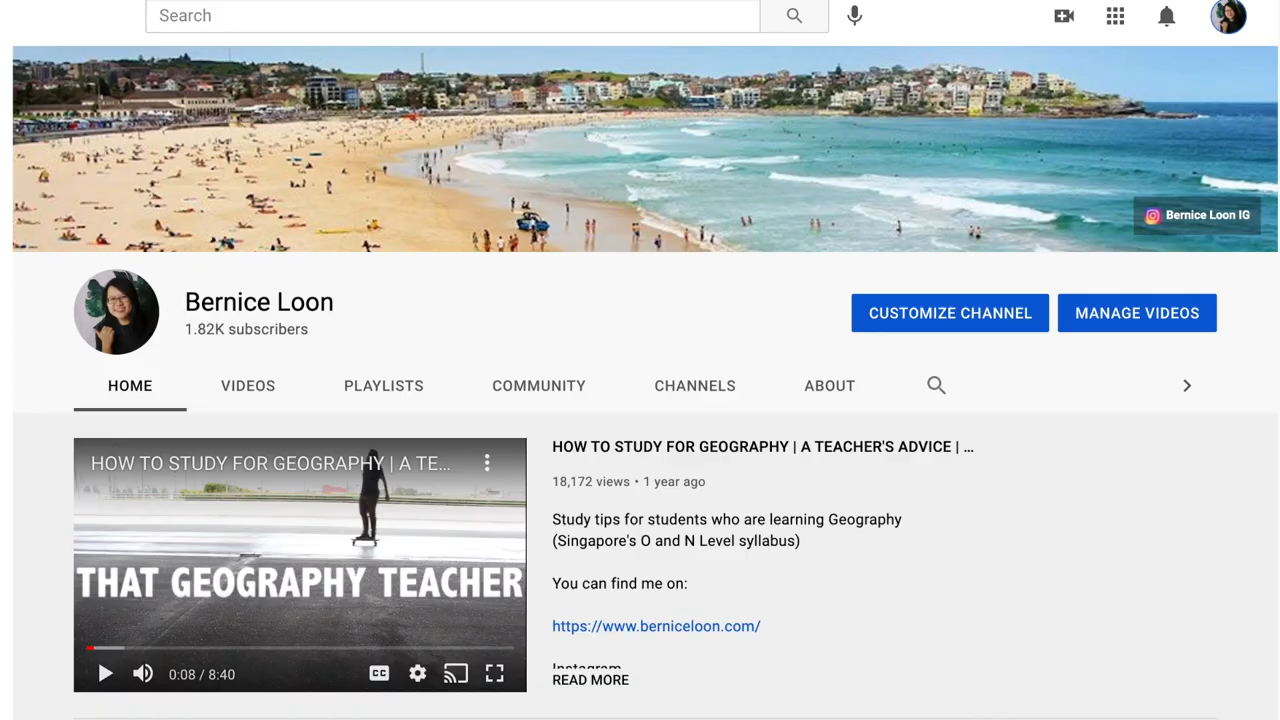 Search
Bernice Loon IG
Bernice Loon
1.82K subscribers
CUSTOMIZE CHANNEL
MANAGE VIDEOS
HOME
VIDEOS
PLAYLISTS
COMMUNITY
CHANNELS
ABOUT
HOW TO STUDY FOR GEOGRAPHY | A TE...
THAT GEOGRAPHY TEACHER
0:08 / 8:40
CC
HOW TO STUDY FOR GEOGRAPHY | A TEACHER'S ADVICE | ...
18,172 views • 1 year ago
Study tips for students who are learning Geography
(Singapore's O and N Level syllabus)
You can find me on:
https://www.berniceloon.com/
Instagram
READ MORE